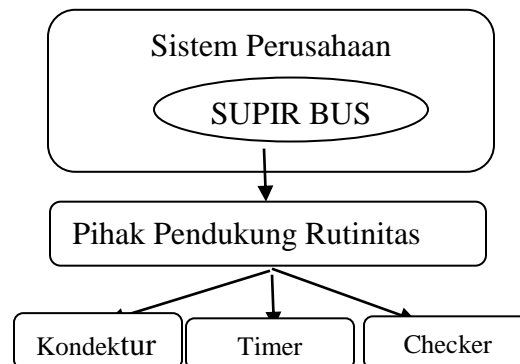 Sistem Perusahaan
SUPIR BUS
Pihak Pendukung Rutinitas
Kondektur
Timer
Checker